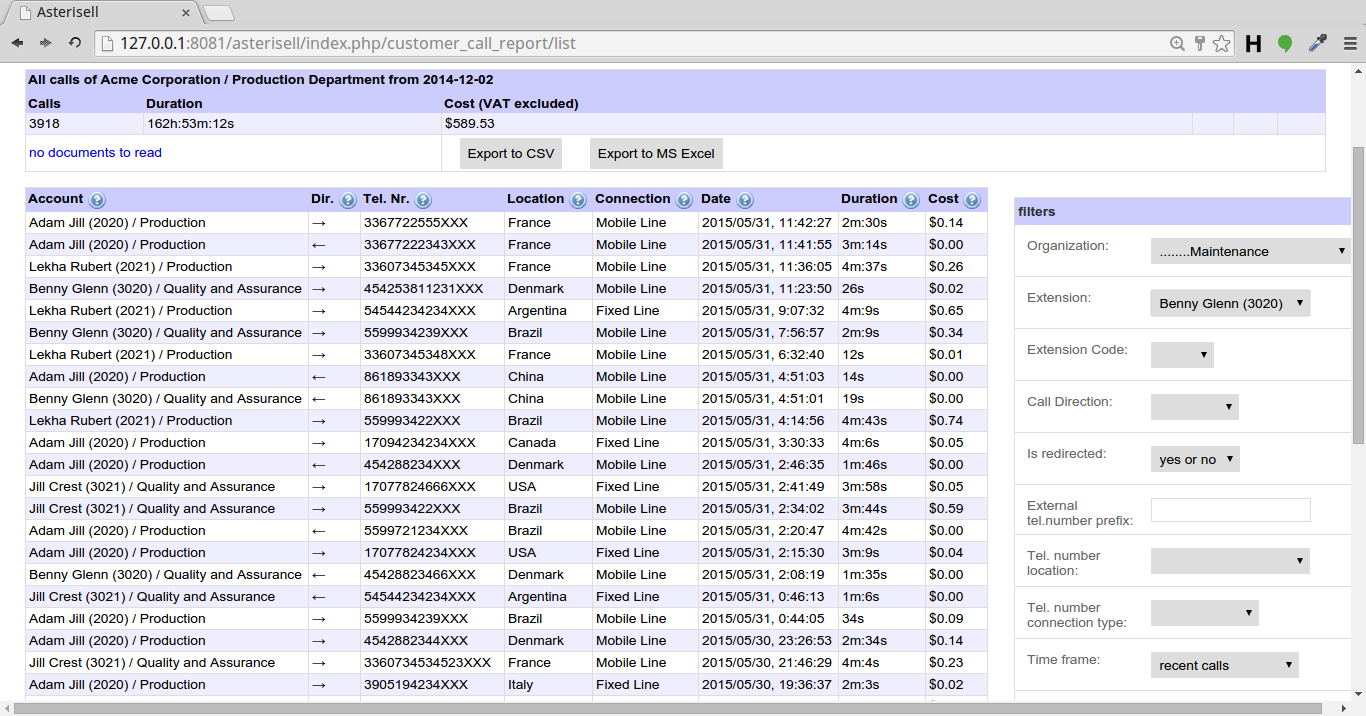 Asterisell
127.0.0.1:8081/asterisell/index.php/customer_call_report/list
All calls of Acme Corporation / Production Department from 2014-12-02
Calls Duration Cost (VAT excluded)
3918 162h:53m:12s $589.53
no documents to read Export to CSV Export to MS Excel
Account Dir. Tel. Nr. Location Connection Date Duration Cost
Adam Jill (2020) / Production → 3367722555XXX France Mobile Line 2015/05/31, 11:42:27 2m:30s $0.14
Adam Jill (2020) / Production ← 33677222343XXX France Mobile Line 2015/05/31, 11:41:55 3m:14s $0.00
Lekha Rubert (2021) / Production → 33607345345XXX France Mobile Line 2015/05/31, 11:36:05 4m:37s $0.26
Benny Glenn (3020) / Quality and Assurance → 454253811231XXX Denmark Mobile Line 2015/05/31, 11:23:50 26s $0.02
Lekha Rubert (2021) / Production → 54544234234XXX Argentina Fixed Line 2015/05/31, 9:07:32 4m:9s $0.65
Benny Glenn (3020) / Quality and Assurance → 5599934239XXX Brazil Mobile Line 2015/05/31, 7:56:57 2m:9s $0.34
Lekha Rubert (2021) / Production → 33607345348XXX France Mobile Line 2015/05/31, 6:32:40 12s $0.01
Adam Jill (2020) / Production ← 861893343XXX China Mobile Line 2015/05/31, 4:51:03 14s $0.00
Benny Glenn (3020) / Quality and Assurance ← 861893343XXX China Mobile Line 2015/05/31, 4:51:01 19s $0.00
Lekha Rubert (2021) / Production → 559993422XXX Brazil Mobile Line 2015/05/31, 4:14:56 4m:43s $0.74
Adam Jill (2020) / Production → 17094234234XXX Canada Fixed Line 2015/05/31, 3:30:33 4m:6s $0.05
Adam Jill (2020) / Production ← 454288234XXX Denmark Mobile Line 2015/05/31, 2:46:35 1m:46s $0.00
Jill Crest (3021) / Quality and Assurance → 17077824666XXX USA Fixed Line 2015/05/31, 2:41:49 3m:58s $0.05
Jill Crest (3021) / Quality and Assurance → 559993422XXX Brazil Mobile Line 2015/05/31, 2:34:02 3m:44s $0.59
Adam Jill (2020) / Production ← 5599721234XXX Brazil Mobile Line 2015/05/31, 2:20:47 4m:42s $0.00
Adam Jill (2020) / Production → 17077824234XXX USA Fixed Line 2015/05/31, 2:15:30 3m:9s $0.04
Benny Glenn (3020) / Quality and Assurance ← 45428823466XXX Denmark Mobile Line 2015/05/31, 2:08:19 1m:35s $0.00
Jill Crest (3021) / Quality and Assurance ← 54544234234XXX Argentina Fixed Line 2015/05/31, 0:46:13 1m:6s $0.00
Adam Jill (2020) / Production → 5599934239XXX Brazil Mobile Line 2015/05/31, 0:44:05 34s $0.09
Adam Jill (2020) / Production → 4542882344XXX Denmark Mobile Line 2015/05/30, 23:26:53 2m:34s $0.14
Jill Crest (3021) / Quality and Assurance → 3360734534523XXX France Mobile Line 2015/05/30, 21:46:29 4m:4s $0.23
Adam Jill (2020) / Production → 3905194234XXX Italy Fixed Line 2015/05/30, 19:36:37 2m:3s $0.02
filters
Organization: ........Maintenance
Extension: Benny Glenn (3020)
Extension Code:
Call Direction:
Is redirected: yes or no
External
tel.number prefix:
Tel. number
location:
Tel. number
connection type:
Time frame: recent calls